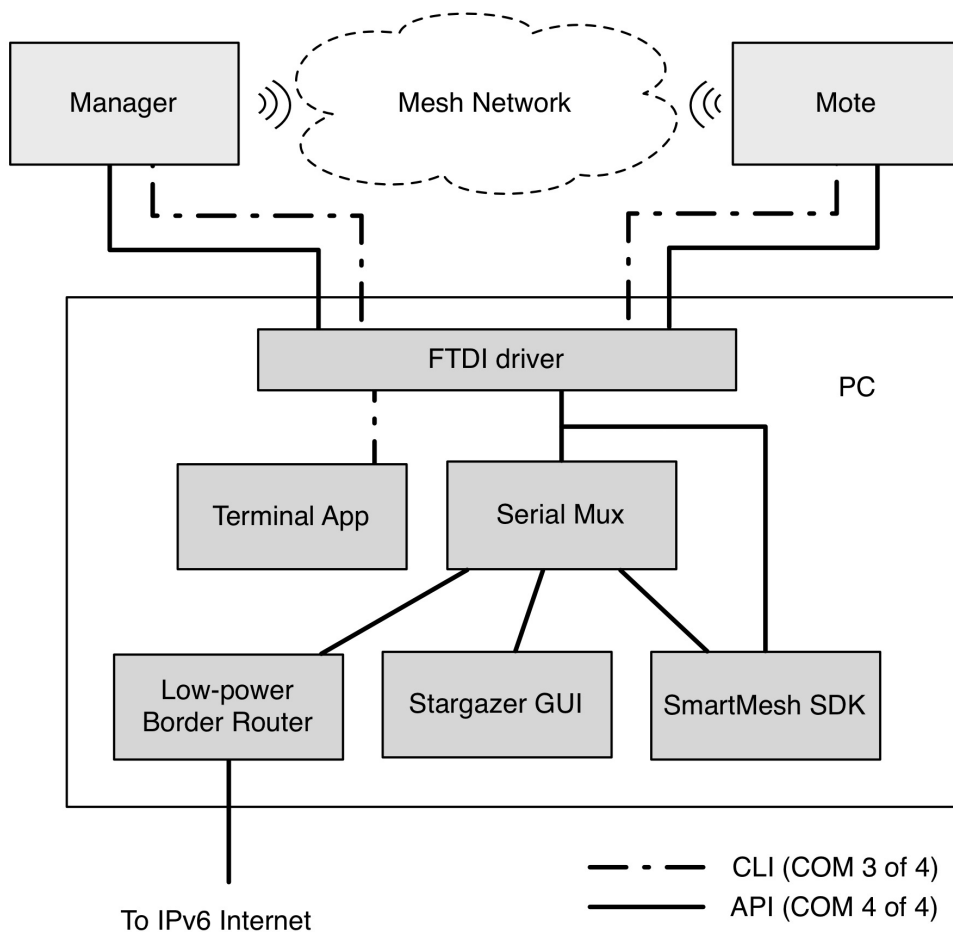 Manager
Mesh Network
Mote
FTDI driver
PC
Terminal App
Serial Mux
Low-power
Border Router
Stargazer GUI
SmartMesh SDK
CLI (COM 3 of 4)
API (COM 4 of 4)
To IPv6 Internet